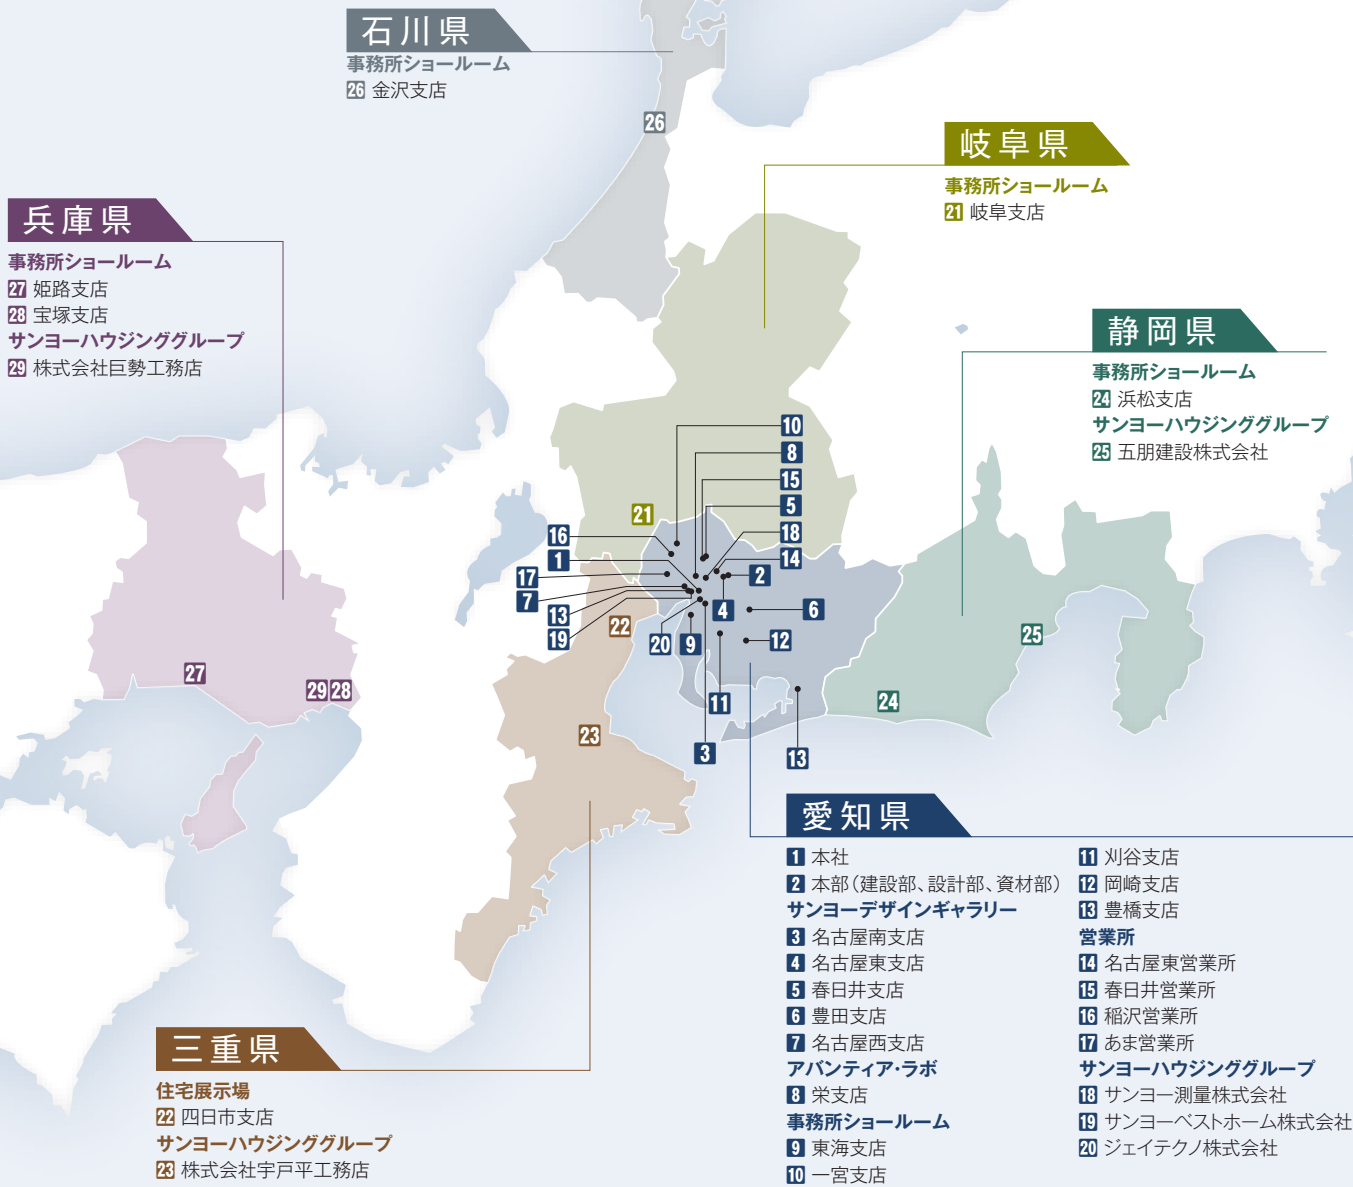 石川県
事務所ショールーム
26 金沢支店
26
岐阜県
事務所ショールーム
21 岐阜支店
兵庫県
事務所ショールーム
27 姫路支店
28 宝塚支店
サンヨーハウジンググループ
29 株式会社巨勢工務店
静岡県
事務所ショールーム
24 浜松支店
サンヨーハウジンググループ
25 五朋建設株式会社
10
8
15
5
18
14
2
4
6
12
21
16
1
17
7
13
19
22
20
9
11
3
13
23
24
25
27
29 28
愛知県
1 本社
2 本部（建設部、設計部、資材部）
サンヨーデザインギャラリー
3 名古屋南支店
4 名古屋東支店
5 春日井支店
6 豊田支店
7 名古屋西支店
アバンティア・ラボ
8 栄支店
事務所ショールーム
9 東海支店
10 一宮支店
11 刈谷支店
12 岡崎支店
13 豊橋支店
営業所
14 名古屋東営業所
15 春日井営業所
16 稲沢営業所
17 あま営業所
サンヨーハウジンググループ
18 サンヨー測量株式会社
19 サンヨーベストホーム株式会社
20 ジェイテクノ株式会社
三重県
住宅展示場
22 四日市支店
サンヨーハウジンググループ
23 株式会社宇戸平工務店